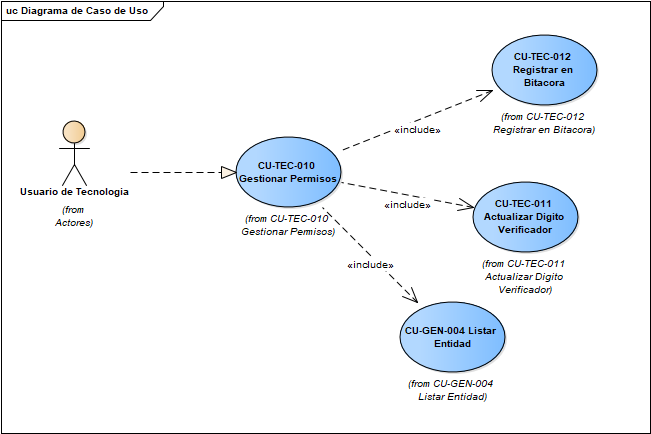 uc Diagrama de Caso de Uso
CU-TEC-012
Registrar en
Bitacora
(from CU-TEC-012
Registrar en Bitacora)
«include»
Usuario de Tecnologia
(from
Actores)
CU-TEC-010
Gestionar Permisos
(from CU-TEC-010
Gestionar Permisos)
«include»
CU-TEC-011
Actualizar Digito
Verificador
(from CU-TEC-011
Actualizar Digito
Verificador)
«include»
CU-GEN-004 Listar
Entidad
(from CU-GEN-004
Listar Entidad)